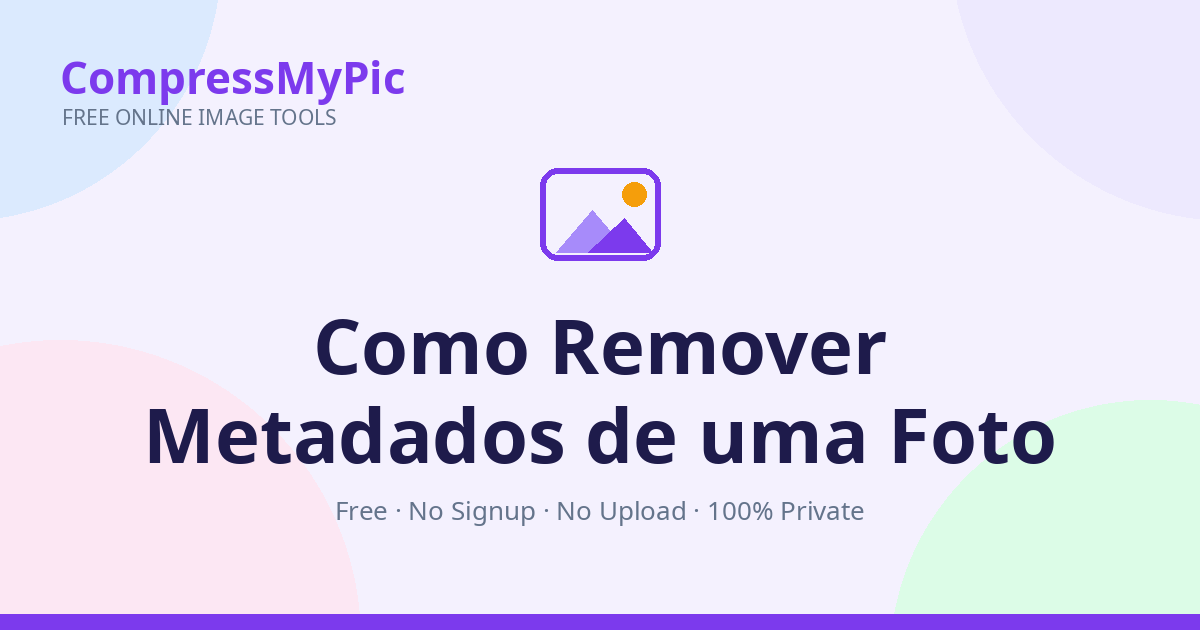 CompressMyPic
FREE ONLINE IMAGE TOOLS
Como Remover
Metadados de uma Foto
Free · No Signup · No Upload · 100% Private